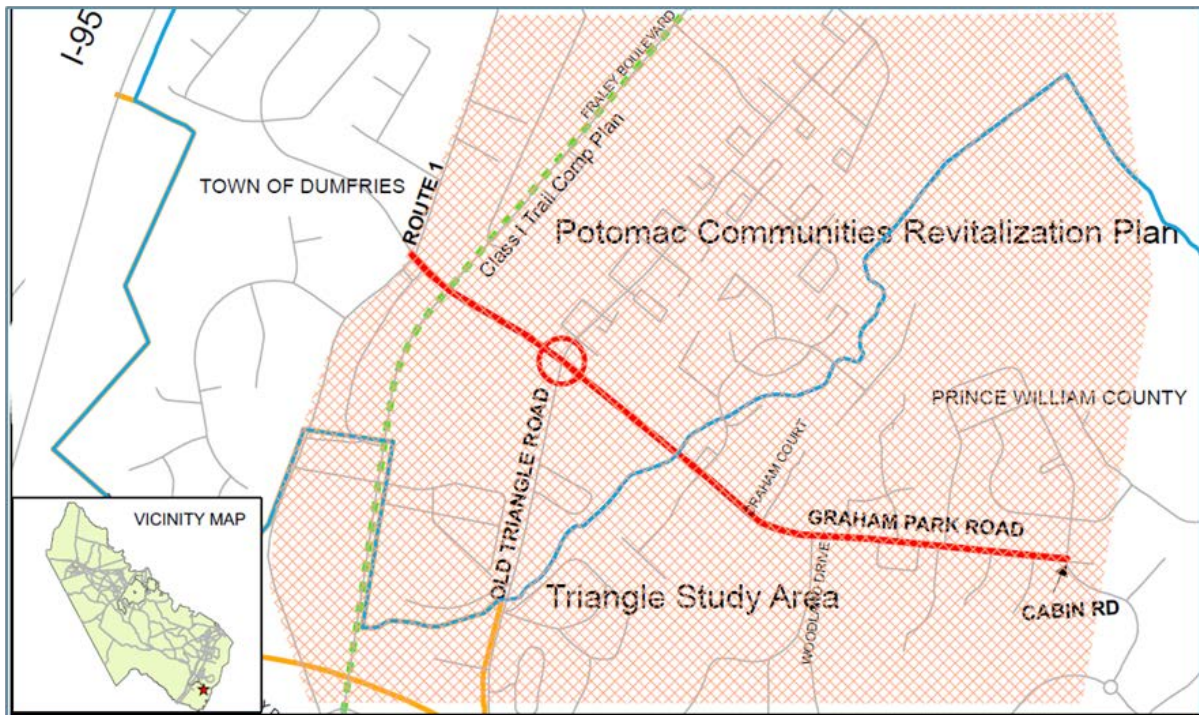 I-95
FRALEY BOULEVARD
Class I Trail Comp Plan
TOWN OF DUMFRIES
ROUTE 1
Potomac Communities Revitalization Plan
PRINCE WILLIAM COUNTY
OLD TRIANGLE ROAD
GRAHAM COURT
GRAHAM PARK ROAD
WOODLAND DRIVE
CABIN RD
Triangle Study Area
VICINITY MAP